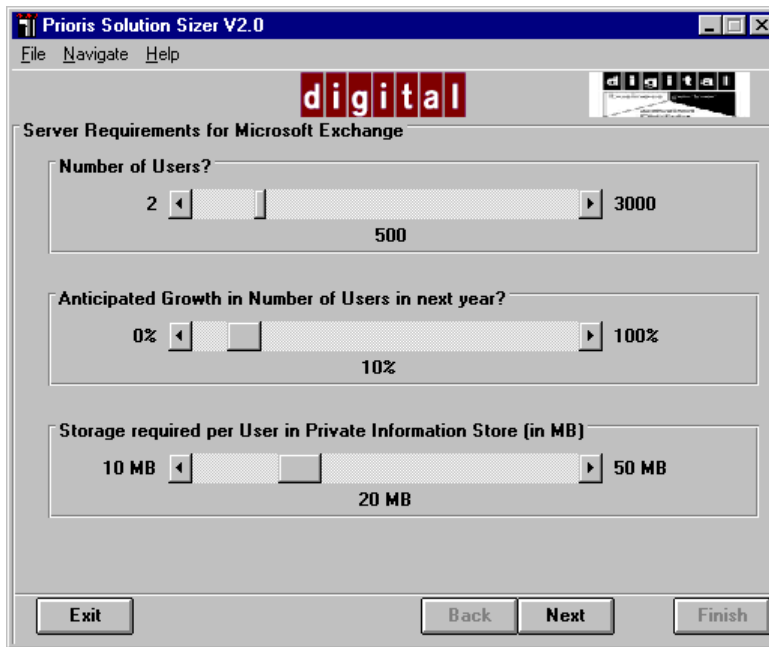 Prioris Solution Sizer V2.0
File Navigate Help
digital
digital
Server Requirements for Microsoft Exchange
Number of Users?
2 3000
500
Anticipated Growth in Number of Users in next year?
0% 100%
10%
Storage required per User in Private Information Store (in MB)
10 MB 50 MB
20 MB
Exit Back Next Finish